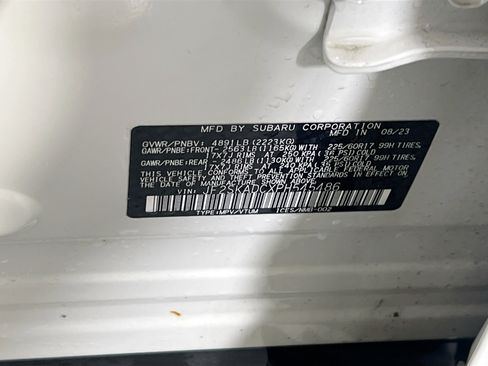 MFD BY SUBARU CORPORATION
MFD IN 08/23
GVWR/PNBV: 4891LB(2223KG)
GAWR/PNBE:FRONT- 2563LB(1165KG) WITH 225/60R17 99H TIRES,
17X7J RIMS AT 250 KPA(36 PSI)COLD
GAWR/PNBE:REAR -2486LB(1130KG) WITH 225/60R17 99H TIRES,
17X7J RIMS AT 240 KPA(35 PSI)COLD
THIS VEHICLE CONFORMS TO ALL APPLICABLE FEDERAL MOTOR
VEHICLE SAFETY AND THEFT PREVENTION STANDARDS IN EFFECT
ON THE DATE OF MANUFACTURE SHOWN ABOVE.
VIN:
TYPE:MPV/VTUM ICES/NMB-002